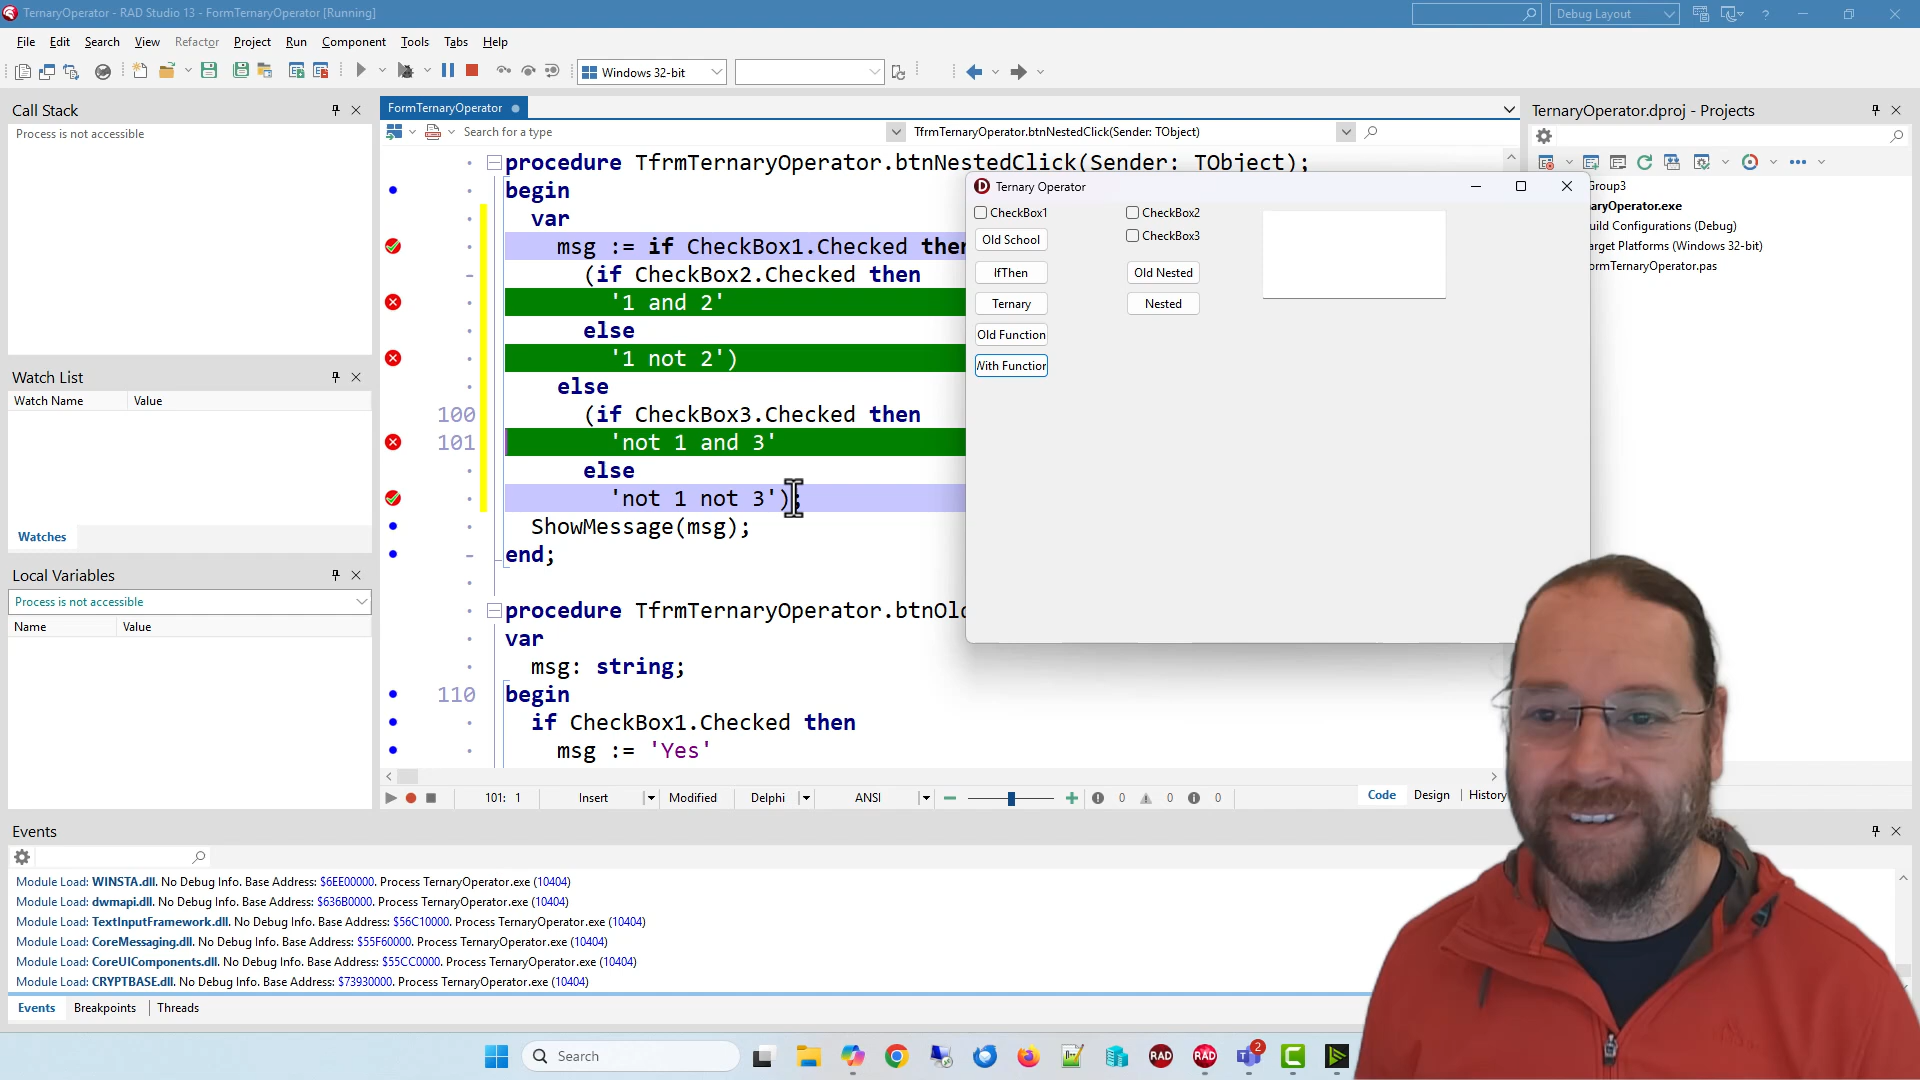 TernaryOperator - RAD Studio 13 - FormTernaryOperator [Running]
Debug Layout
File Edit Search View Refactor Project Run Component Tools Tabs Help
Windows 32-bit
Call Stack
Process is not accessible
Watch List
Watch Name Value
Watches
Local Variables
Process is not accessible
Name Value
FormTernaryOperator
Search for a type
TfrmTernaryOperator.btnNestedClick(Sender: TObject)
procedure TfrmTernaryOperator.btnNestedClick(Sender: TObject);
begin
var
msg := if CheckBox1.Checked then
(if CheckBox2.Checked then
'1 and 2'
else
'1 not 2')
else
100 (if CheckBox3.Checked then
101 'not 1 and 3'
else
'not 1 not 3');
ShowMessage(msg);
end;
procedure TfrmTernaryOperator.btnOl
var
msg: string;
110 begin
if CheckBox1.Checked then
msg := 'Yes'
101: 1 Insert Modified Delphi ANSI 0 0 0
Code Design History
Ternary Operator
CheckBox1 CheckBox2
Old School CheckBox3
IfThen Old Nested
Ternary Nested
Old Function
With Function
TernaryOperator.dproj - Projects
Group3
aryOperator.exe
uild Configurations (Debug)
arget Platforms (Windows 32-bit)
ormTernaryOperator.pas
Events
Module Load: WINSTA.dll. No Debug Info. Base Address: $6EE00000. Process TernaryOperator.exe (10404)
Module Load: dwmapi.dll. No Debug Info. Base Address: $636B0000. Process TernaryOperator.exe (10404)
Module Load: TextInputFramework.dll. No Debug Info. Base Address: $56C10000. Process TernaryOperator.exe (10404)
Module Load: CoreMessaging.dll. No Debug Info. Base Address: $55F60000. Process TernaryOperator.exe (10404)
Module Load: CoreUIComponents.dll. No Debug Info. Base Address: $55CC0000. Process TernaryOperator.exe (10404)
Module Load: CRYPTBASE.dll. No Debug Info. Base Address: $73930000. Process TernaryOperator.exe (10404)
Events Breakpoints Threads
Search
RAD
RAD
2